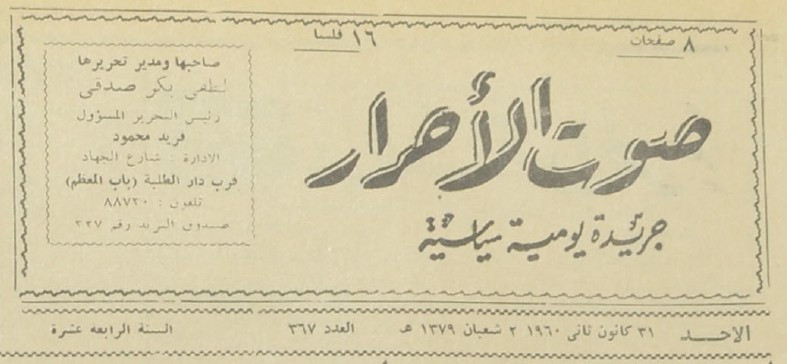 ٨ صفحات
١٦ فلسا
صوت الأحرار
جريدة يومية سياسية
صاحبها ومدير تحريرها
لطفي بكر صدقي
رئيس التحرير المسؤول
فريد محمود
الادارة : شارع الجهاد
قرب دار الطلبة (باب المعظم)
تلفون : ٨٨٧٢٠
صندوق البريد رقم ٣٢٧
الاحد ٣١ كانون ثاني ١٩٦٠ ٢ شعبان ١٣٧٩ هـ العدد ٣٦٧ السنة الرابعة عشرة